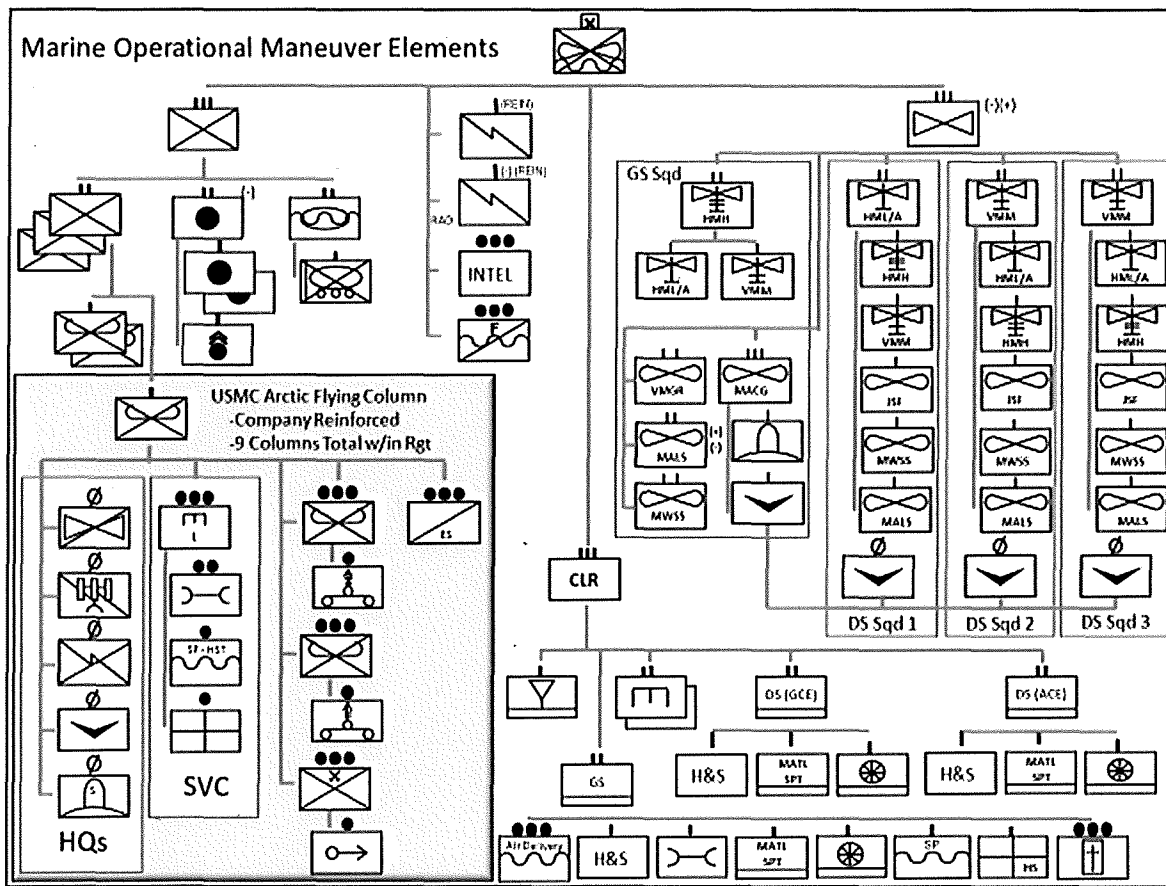 Marine Operational Maneuver Elements
(REIN)
(-)(REIN)
RAD
INTEL
F
(-)
(-)(+)
GS Sqd
HMH
HML/A
VMM
VMGR
MACG
MALS
(+)
(-)
MWSS
HML/A
HMH
VMM
JSF
MWSS
MALS
DS Sqd 1
VMM
HML/A
HMH
JSF
MWSS
MALS
DS Sqd 2
VMM
HML/A
HMH
JSF
MWSS
MALS
DS Sqd 3
USMC Arctic Flying Column
-Company Reinforced
-9 Columns Total w/in Rgt
L
SP - HST
SVC
S
HQs
ES
CLR
DS (GCE)
DS (ACE)
GS
H&S
MATL
SPT
H&S
MATL
SPT
Air Delivery
H&S
MATL
SPT
SP
HS